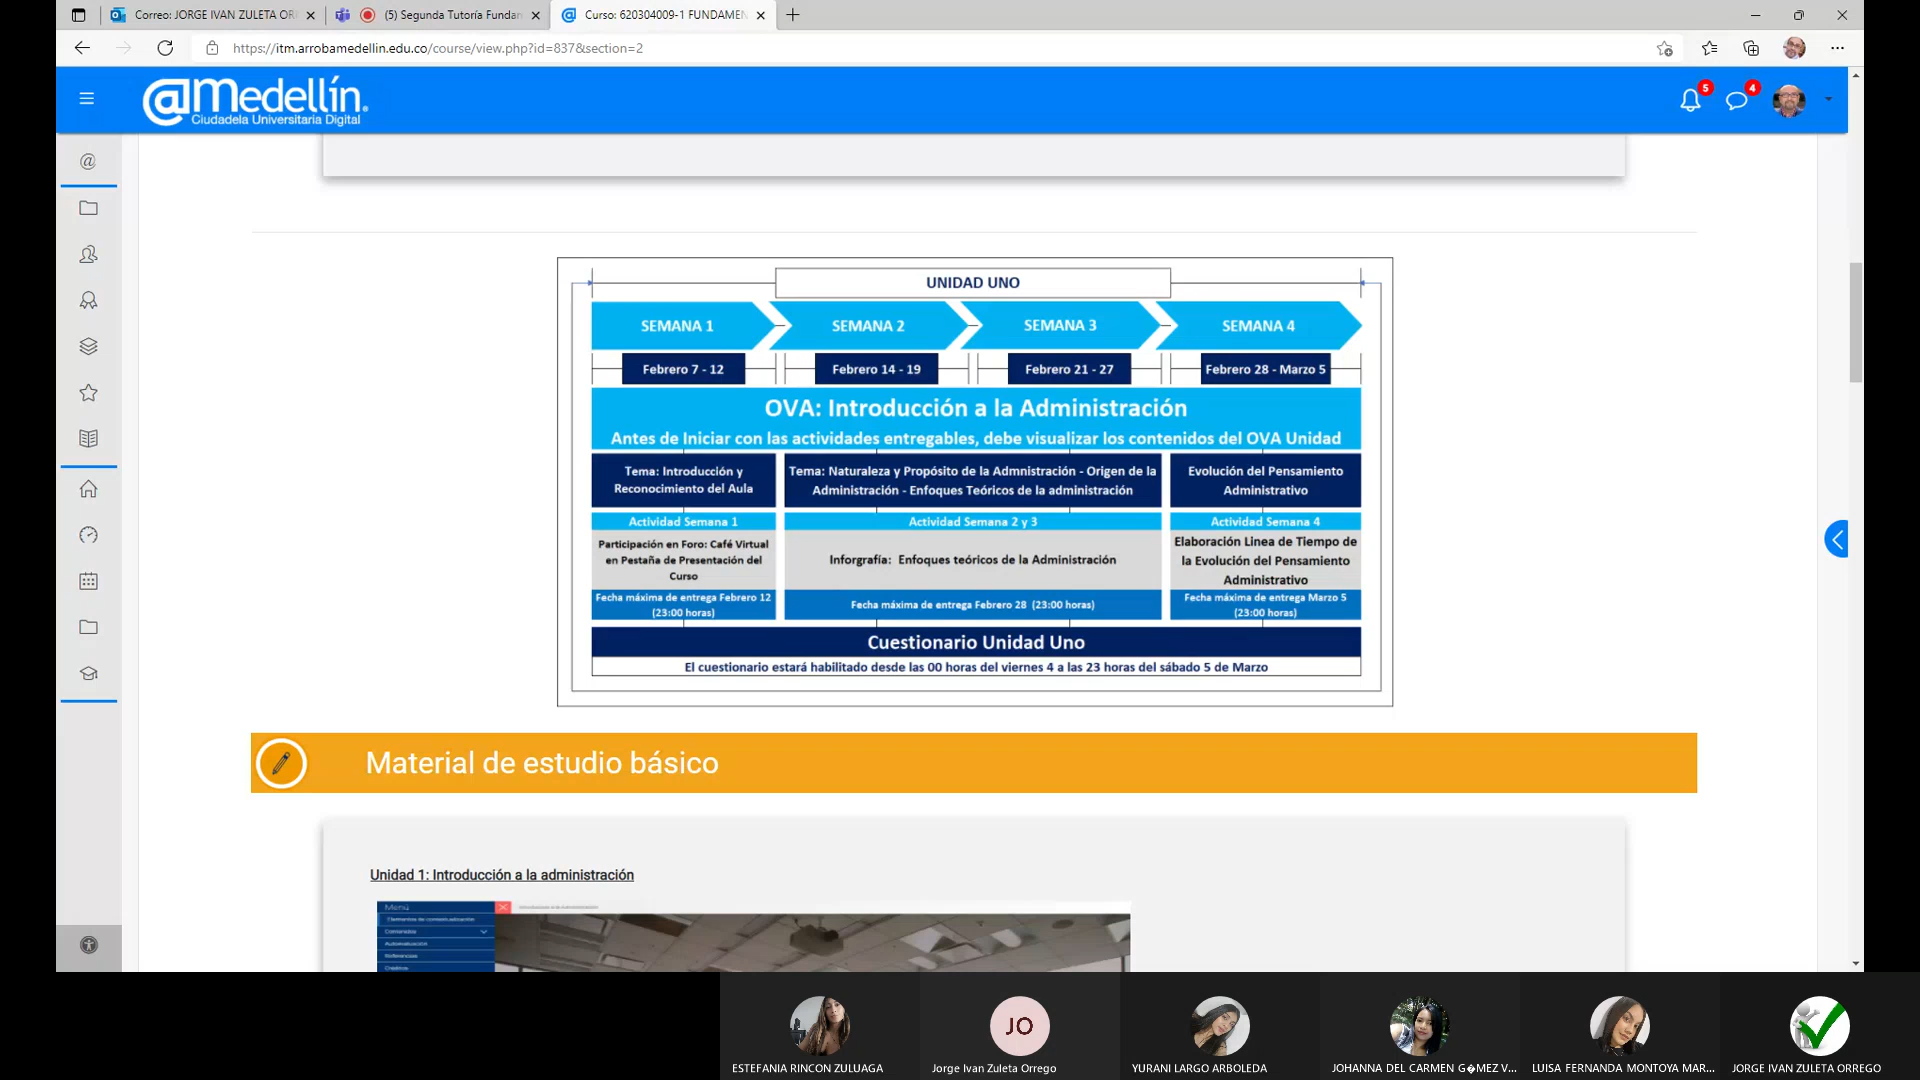 Correo: JORGE IVAN ZULETA OR
(5) Segunda Tutoría Fundan
Curso: 620304009-1 FUNDAMEN
https://itm.arrobamedellin.edu.co/course/view.php?id=837&section=2
@Medellín
Ciudadela Universitaria Digital
5
4
UNIDAD UNO
SEMANA 1
SEMANA 2
SEMANA 3
SEMANA 4
Febrero 7 - 12
Febrero 14 - 19
Febrero 21 - 27
Febrero 28 - Marzo 5
OVA: Introducción a la Administración
Antes de Iniciar con las actividades entregables, debe visualizar los contenidos del OVA Unidad
Tema: Introducción y
Reconocimiento del Aula
Tema: Naturaleza y Propósito de la Admnistración - Origen de la
Administración - Enfoques Teóricos de la administración
Evolución del Pensamiento
Administrativo
Actividad Semana 1
Actividad Semana 2 y 3
Actividad Semana 4
Participación en Foro: Café Virtual
en Pestaña de Presentación del
Curso
Inforgrafía: Enfoques teóricos de la Administración
Elaboración Linea de Tiempo de
la Evolución del Pensamiento
Administrativo
Fecha máxima de entrega Febrero 12
(23:00 horas)
Fecha máxima de entrega Febrero 28 (23:00 horas)
Fecha máxima de entrega Marzo 5
(23:00 horas)
Cuestionario Unidad Uno
El cuestionario estará habilitado desde las 00 horas del viernes 4 a las 23 horas del sábado 5 de Marzo
Material de estudio básico
Unidad 1: Introducción a la administración
Menú
Elementos de contextualización
Contenidos
Autoevaluación
Referencias
Créditos
JO
ESTEFANIA RINCON ZULUAGA
Jorge Ivan Zuleta Orrego
YURANI LARGO ARBOLEDA
JOHANNA DEL CARMEN G�MEZ V...
LUISA FERNANDA MONTOYA MAR...
JORGE IVAN ZULETA ORREGO